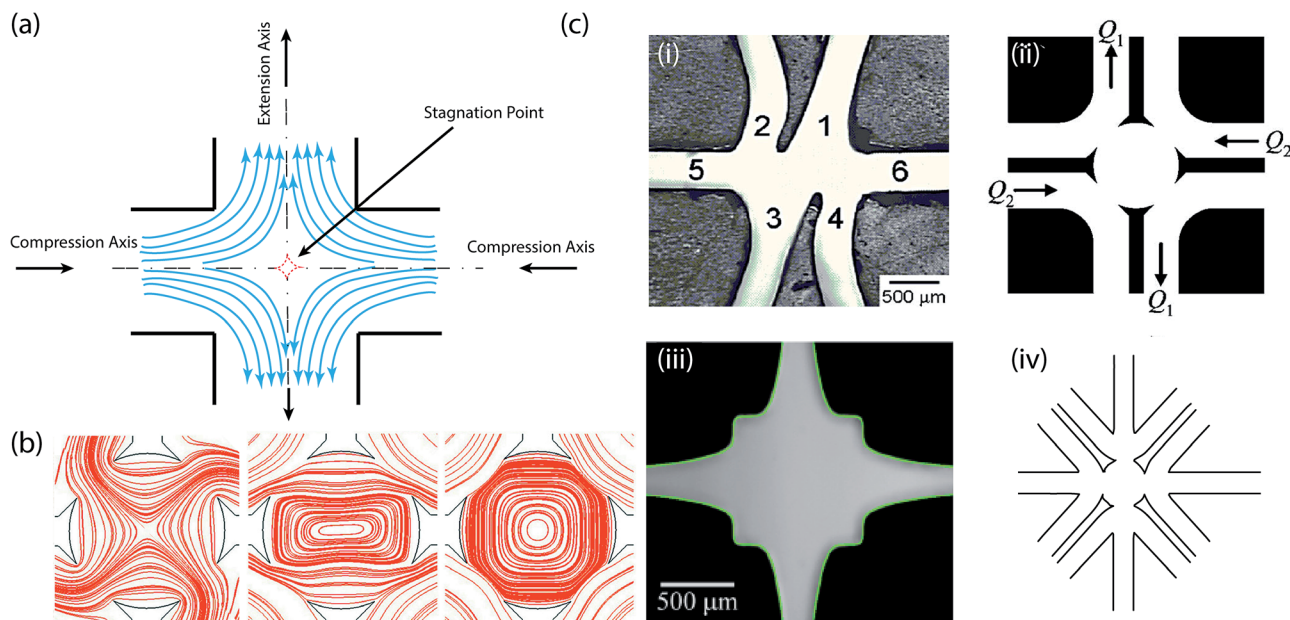 (a)
Extension Axis
Stagnation Point
Compression Axis
Compression Axis
(b)
(c)
(i)
2
1
5
6
3
4
500 μm
(ii)
Q1
Q2
Q2
Q1
(iii)
500 μm
(iv)